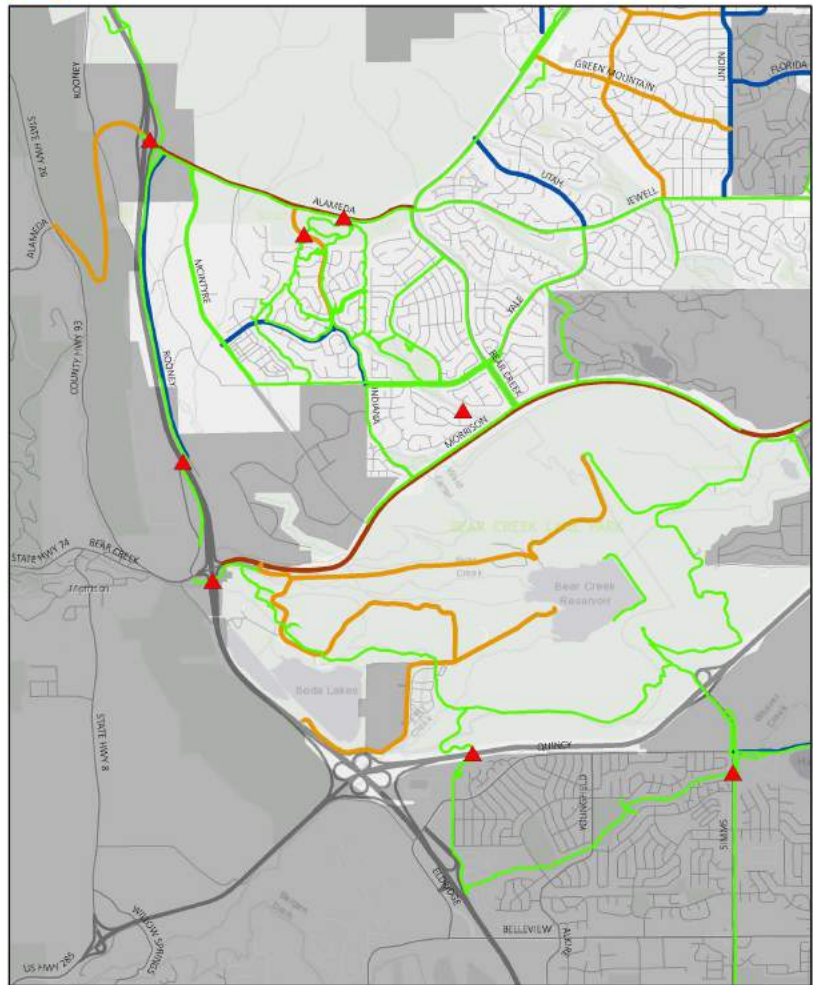 ROONEY
STATE HWY 26
GREEN MOUNTAIN
UNION
FLORIDA
UTAH
JEWELL
ALAMEDA
ALAMEDA
MCINTYRE
YALE
COUNTY HWY 93
ROONEY
BEAR CREEK
INDIANA
MORRISON
BEAR CREEK LAKE PARK
STATE HWY 74
BEAR CREEK
Morrison
Bear Creek
Reservoir
Soda Lakes
STATE HWY 8
QUINCY
YOUNGFIELD
SIMMS
ELDRIDGE
WILLOW SPRINGS
BELLEVIEW
ALKIRE
US HWY 285